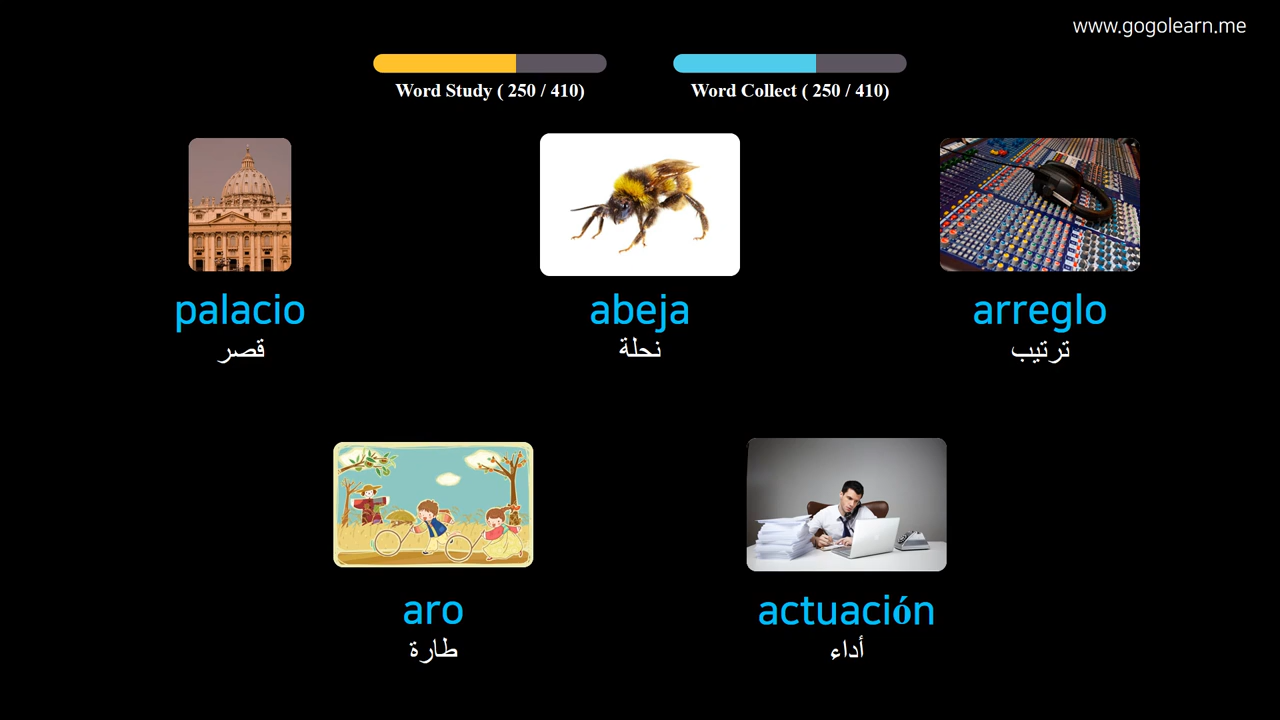 www.gogolearn.me
Word Study ( 250 / 410)
Word Collect ( 250 / 410)
palacio
قصر
abeja
نحلة
arreglo
ترتيب
aro
طارة
actuación
أداء